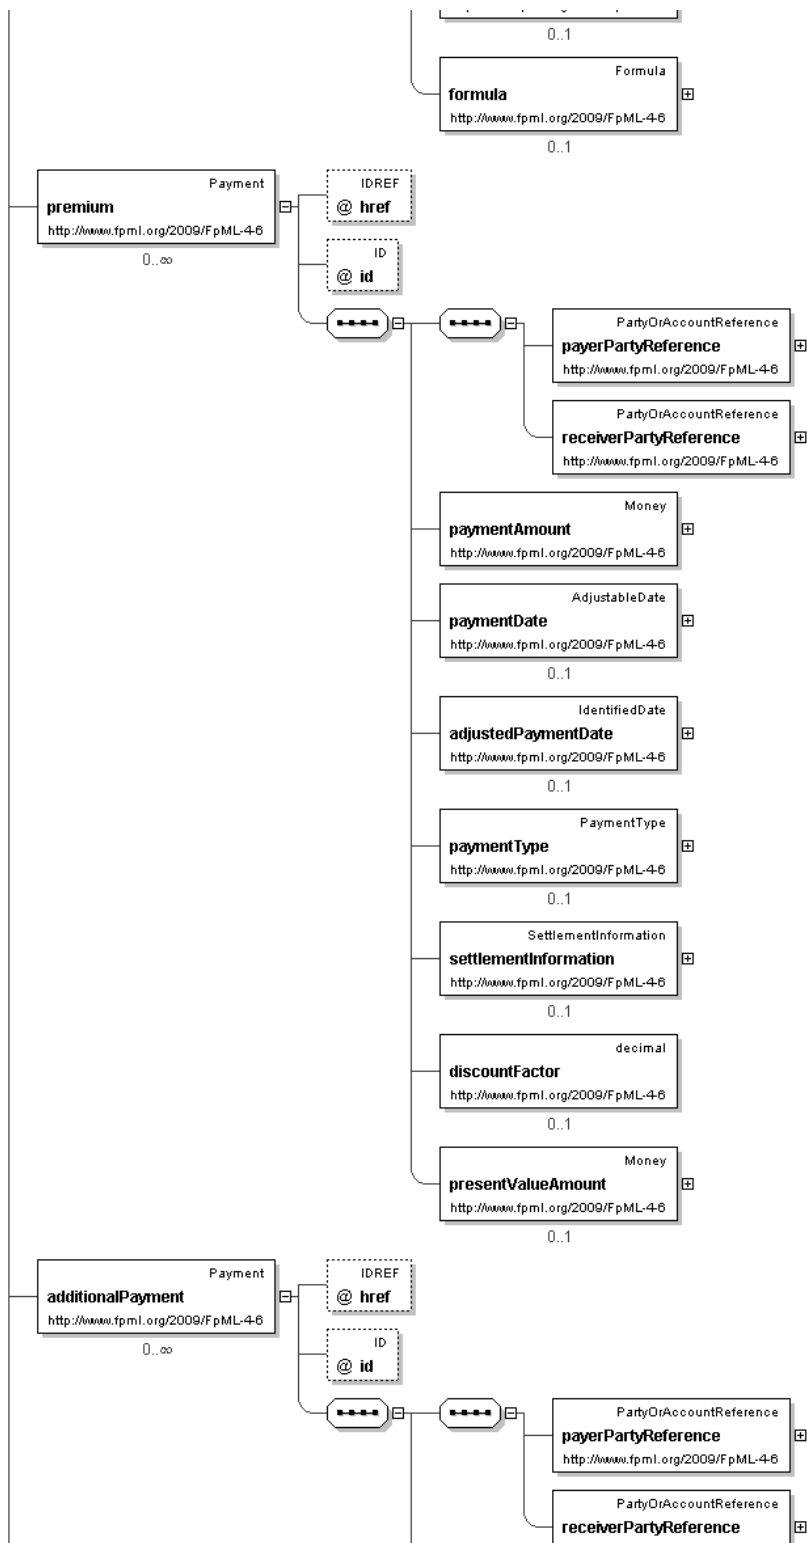 0..1
Formula
formula
http://www.fpml.org/2009/FpML-4-6
0..1
Payment
premium
http://www.fpml.org/2009/FpML-4-6
0..∞
IDREF
@ href
ID
@ id
PartyOrAccountReference
payerPartyReference
http://www.fpml.org/2009/FpML-4-6
PartyOrAccountReference
receiverPartyReference
http://www.fpml.org/2009/FpML-4-6
Money
paymentAmount
http://www.fpml.org/2009/FpML-4-6
AdjustableDate
paymentDate
http://www.fpml.org/2009/FpML-4-6
0..1
IdentifiedDate
adjustedPaymentDate
http://www.fpml.org/2009/FpML-4-6
0..1
PaymentType
paymentType
http://www.fpml.org/2009/FpML-4-6
0..1
SettlementInformation
settlementInformation
http://www.fpml.org/2009/FpML-4-6
0..1
decimal
discountFactor
http://www.fpml.org/2009/FpML-4-6
0..1
Money
presentValueAmount
http://www.fpml.org/2009/FpML-4-6
0..1
Payment
additionalPayment
http://www.fpml.org/2009/FpML-4-6
0..∞
IDREF
@ href
ID
@ id
PartyOrAccountReference
payerPartyReference
http://www.fpml.org/2009/FpML-4-6
PartyOrAccountReference
receiverPartyReference